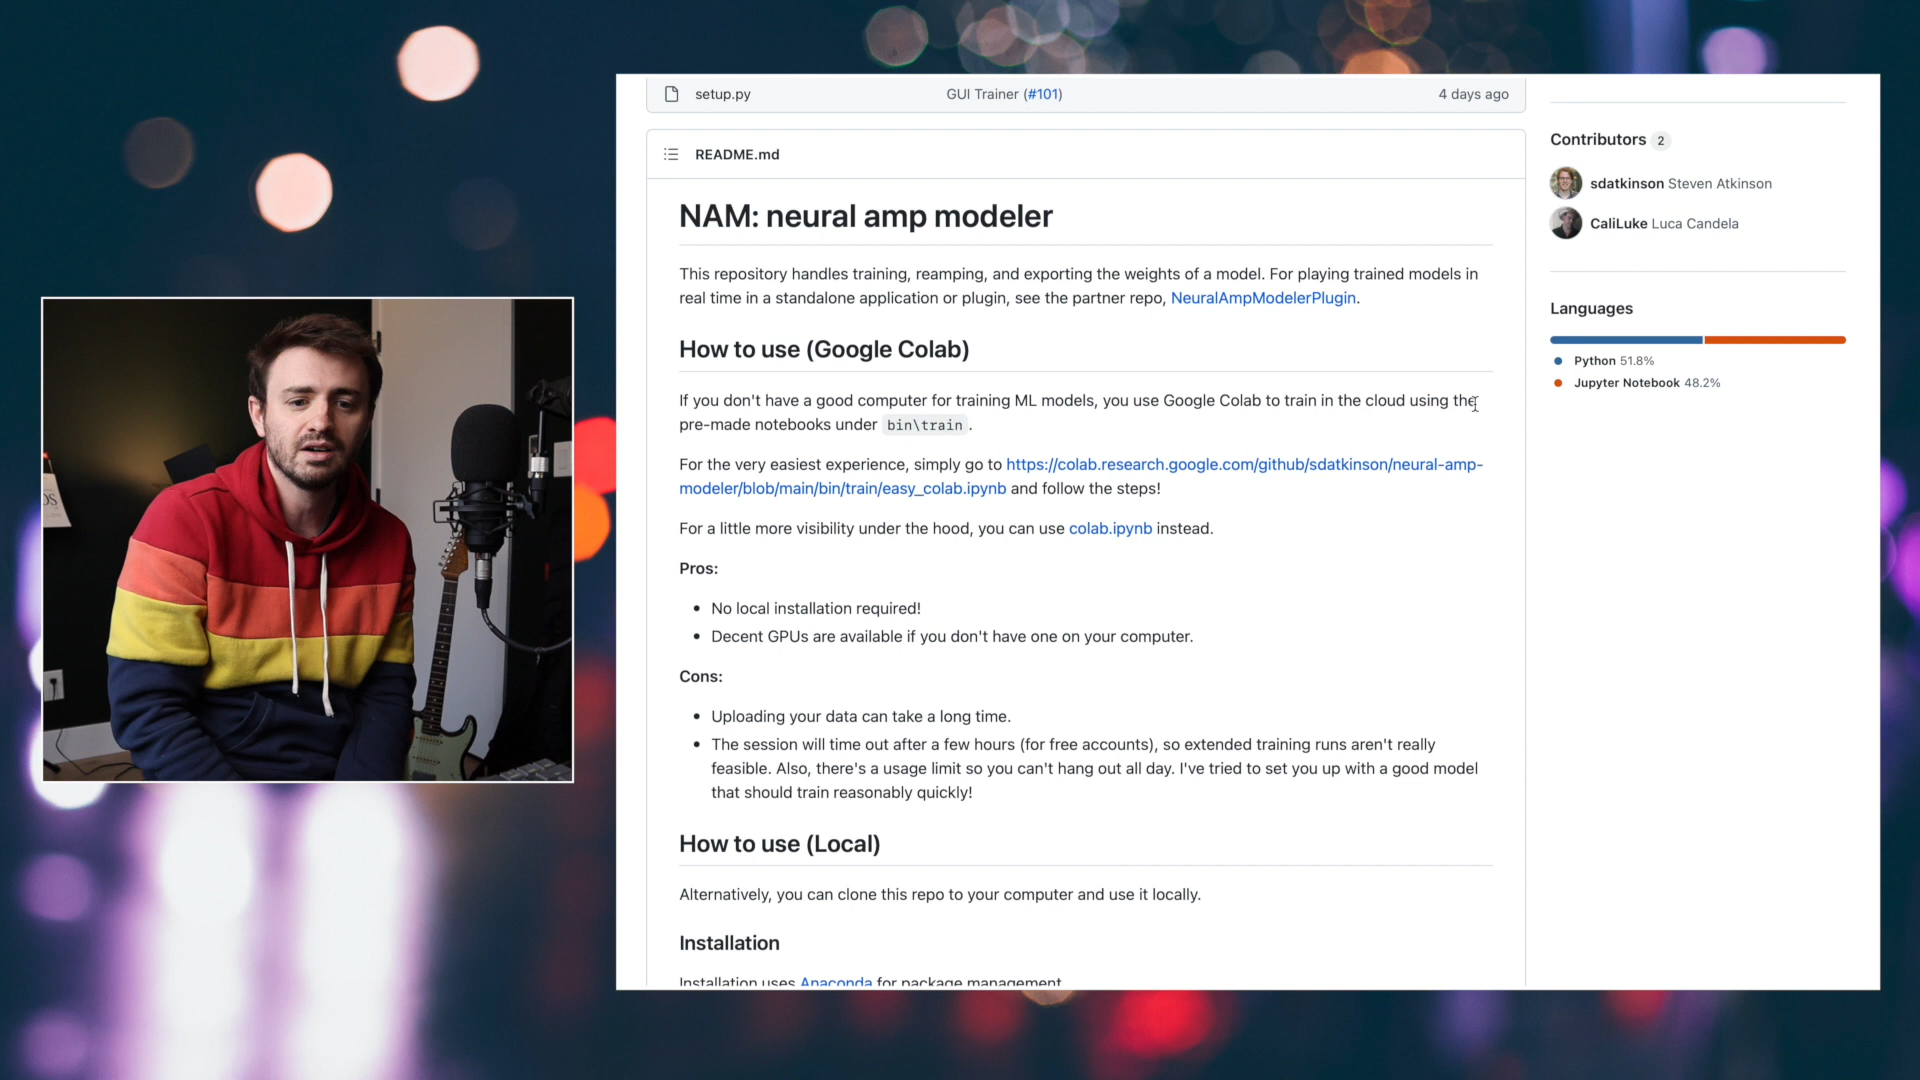 setup.py GUI Trainer (#101) 4 days ago
README.md
NAM: neural amp modeler
This repository handles training, reamping, and exporting the weights of a model. For playing trained models in
real time in a standalone application or plugin, see the partner repo, NeuralAmpModelerPlugin.
How to use (Google Colab)
If you don't have a good computer for training ML models, you use Google Colab to train in the cloud using the
pre-made notebooks under bin\train.
For the very easiest experience, simply go to https://colab.research.google.com/github/sdatkinson/neural-amp-
modeler/blob/main/bin/train/easy_colab.ipynb and follow the steps!
For a little more visibility under the hood, you can use colab.ipynb instead.
Pros:
• No local installation required!
• Decent GPUs are available if you don't have one on your computer.
Cons:
• Uploading your data can take a long time.
• The session will time out after a few hours (for free accounts), so extended training runs aren't really
feasible. Also, there's a usage limit so you can't hang out all day. I've tried to set you up with a good model
that should train reasonably quickly!
How to use (Local)
Alternatively, you can clone this repo to your computer and use it locally.
Installation
Installation uses Anaconda for package management
Contributors 2
sdatkinson Steven Atkinson
CaliLuke Luca Candela
Languages
Python 51.8%
Jupyter Notebook 48.2%